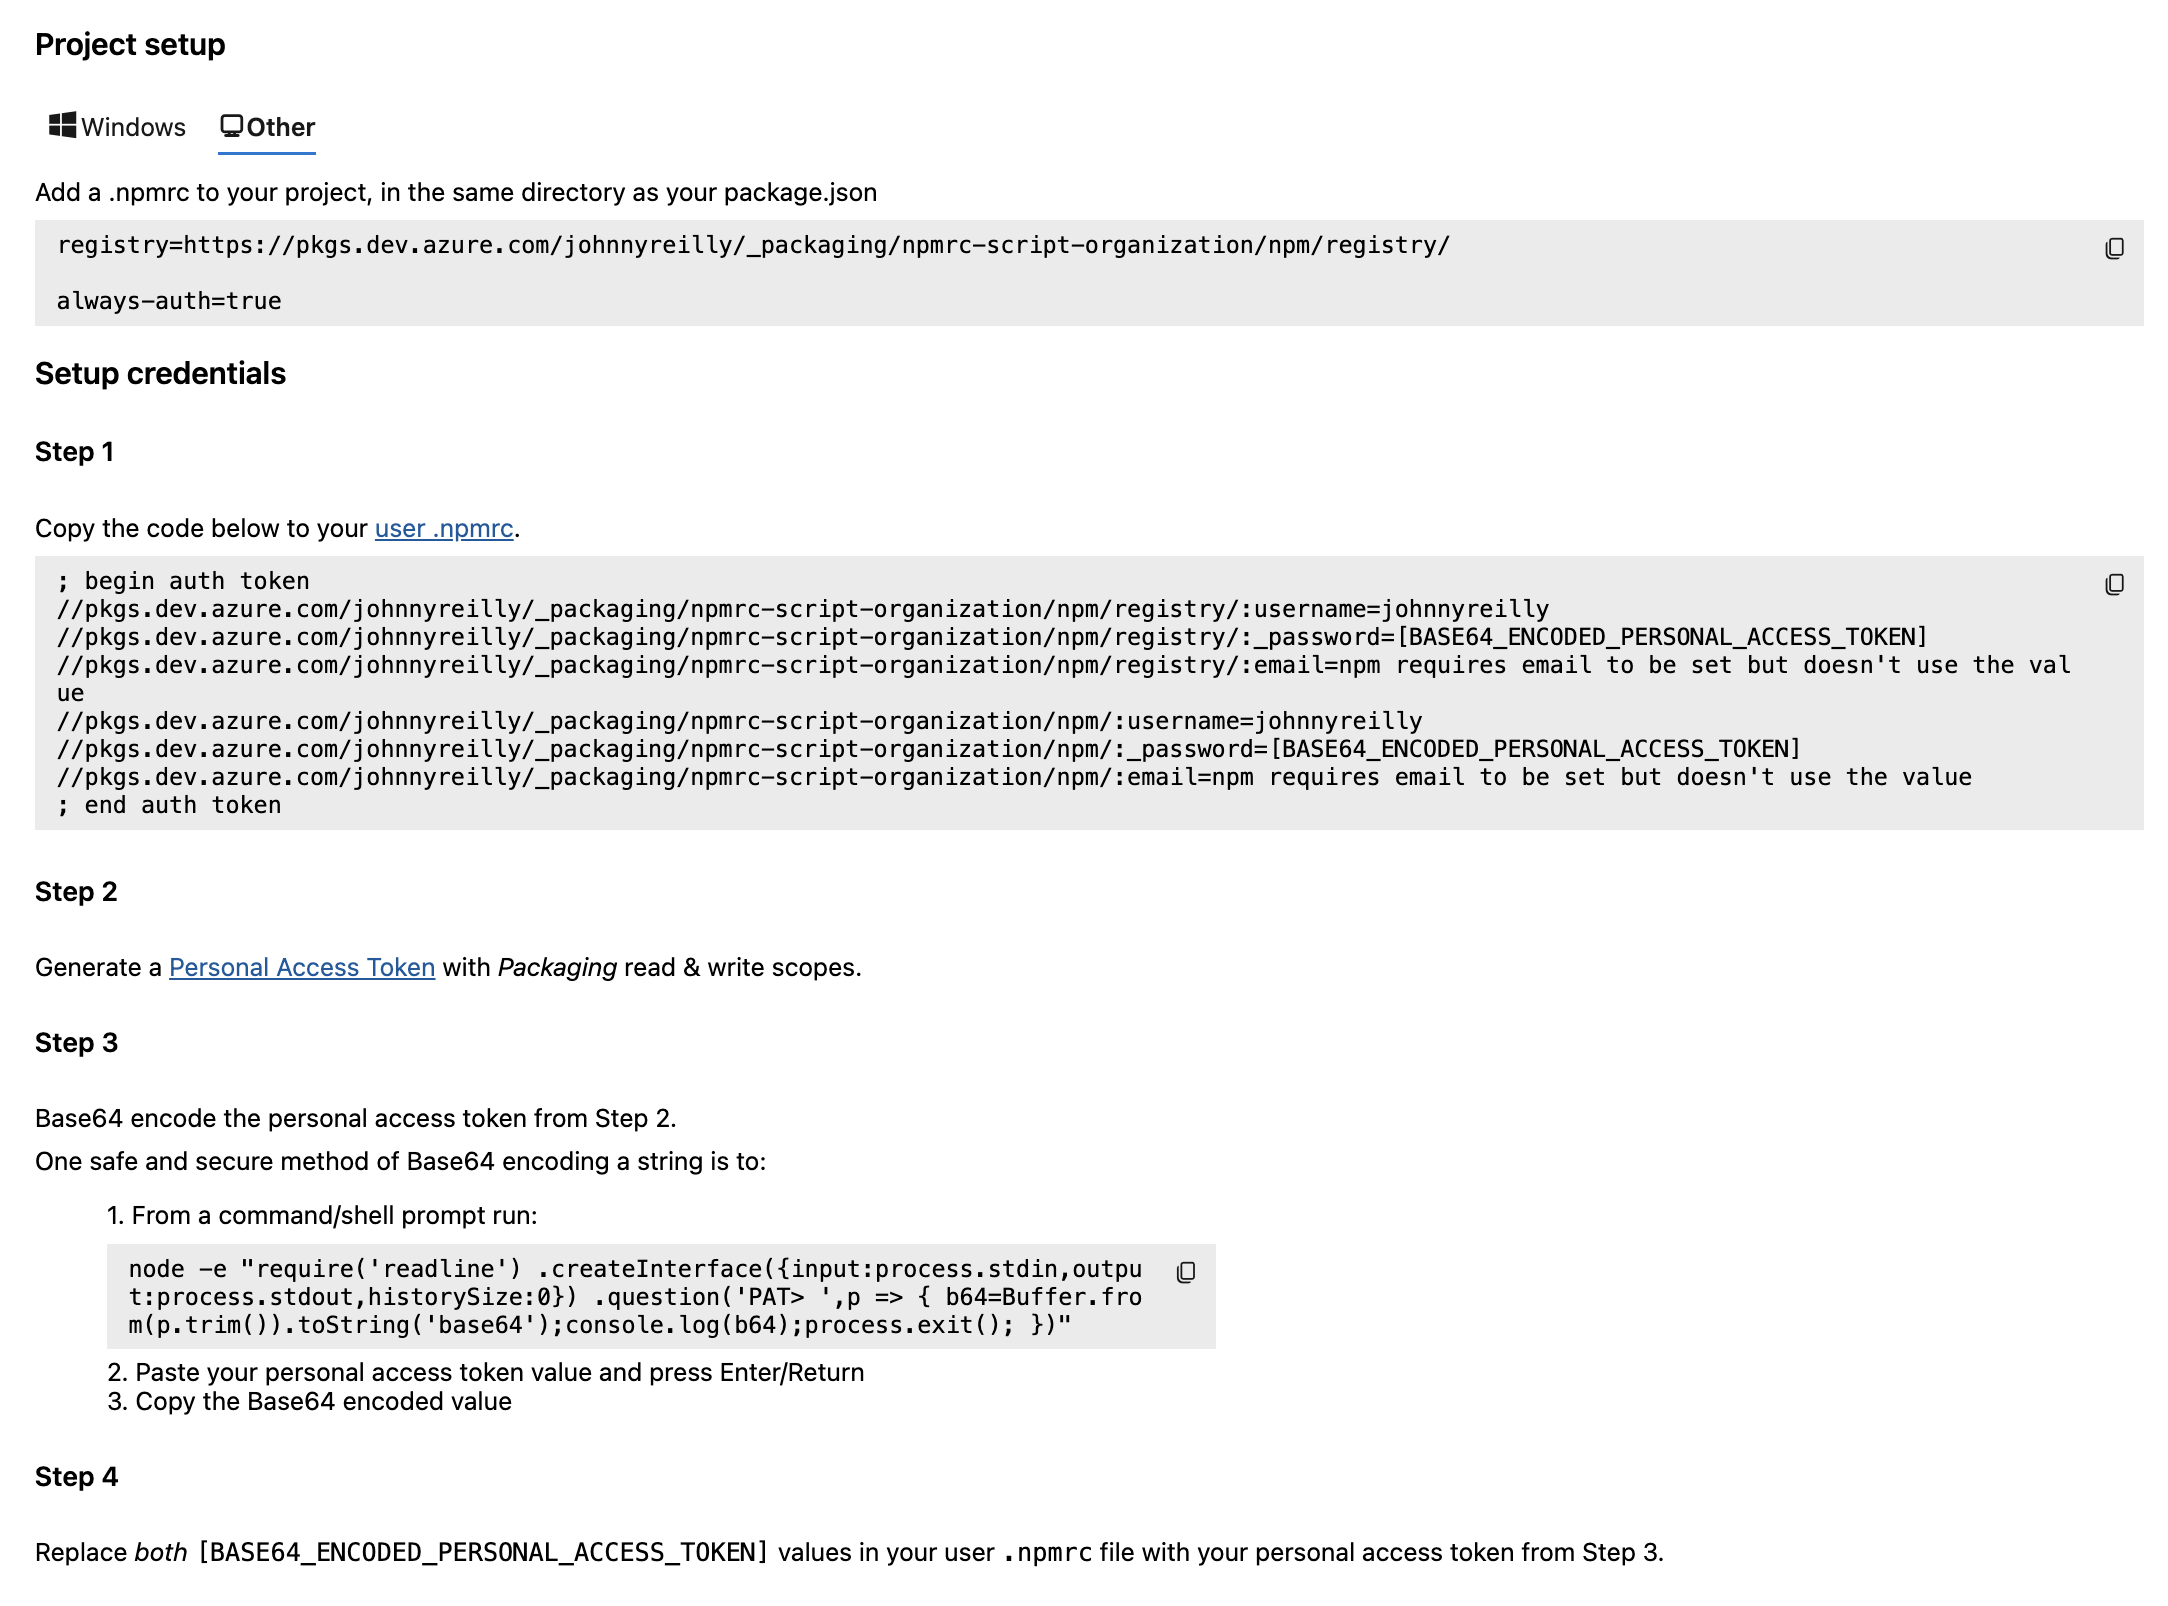 Project setup
Windows Other
Add a .npmrc to your project, in the same directory as your package.json
registry=https://pkgs.dev.azure.com/johnnyreilly/_packaging/npmrc-script-organization/npm/registry/
always-auth=true
Setup credentials
Step 1
Copy the code below to your user .npmrc.
; begin auth token
//pkgs.dev.azure.com/johnnyreilly/_packaging/npmrc-script-organization/npm/registry/:username=johnnyreilly
//pkgs.dev.azure.com/johnnyreilly/_packaging/npmrc-script-organization/npm/registry/:_password=[BASE64_ENCODED_PERSONAL_ACCESS_TOKEN]
//pkgs.dev.azure.com/johnnyreilly/_packaging/npmrc-script-organization/npm/registry/:email=npm requires email to be set but doesn't use the val
ue
//pkgs.dev.azure.com/johnnyreilly/_packaging/npmrc-script-organization/npm/:username=johnnyreilly
//pkgs.dev.azure.com/johnnyreilly/_packaging/npmrc-script-organization/npm/:_password=[BASE64_ENCODED_PERSONAL_ACCESS_TOKEN]
//pkgs.dev.azure.com/johnnyreilly/_packaging/npmrc-script-organization/npm/:email=npm requires email to be set but doesn't use the value
; end auth token
Step 2
Generate a Personal Access Token with Packaging read & write scopes.
Step 3
Base64 encode the personal access token from Step 2.
One safe and secure method of Base64 encoding a string is to:
1. From a command/shell prompt run:
node -e "require('readline') .createInterface({input:process.stdin,outpu
t:process.stdout,historySize:0}) .question('PAT> ',p => { b64=Buffer.fro
m(p.trim()).toString('base64');console.log(b64);process.exit(); })"
2. Paste your personal access token value and press Enter/Return
3. Copy the Base64 encoded value
Step 4
Replace both [BASE64_ENCODED_PERSONAL_ACCESS_TOKEN] values in your user .npmrc file with your personal access token from Step 3.